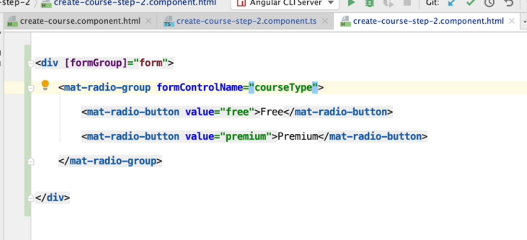 step-2 / create-course-step-2.component.html Angular CLI Server Git:
create-course.component.html × create-course-step-2.component.ts × create-course-step-2.component.html ×
<div [formGroup]="form">
<mat-radio-group formControlName="courseType">
<mat-radio-button value="free">Free</mat-radio-button>
<mat-radio-button value="premium">Premium</mat-radio-button>
</mat-radio-group>
</div>